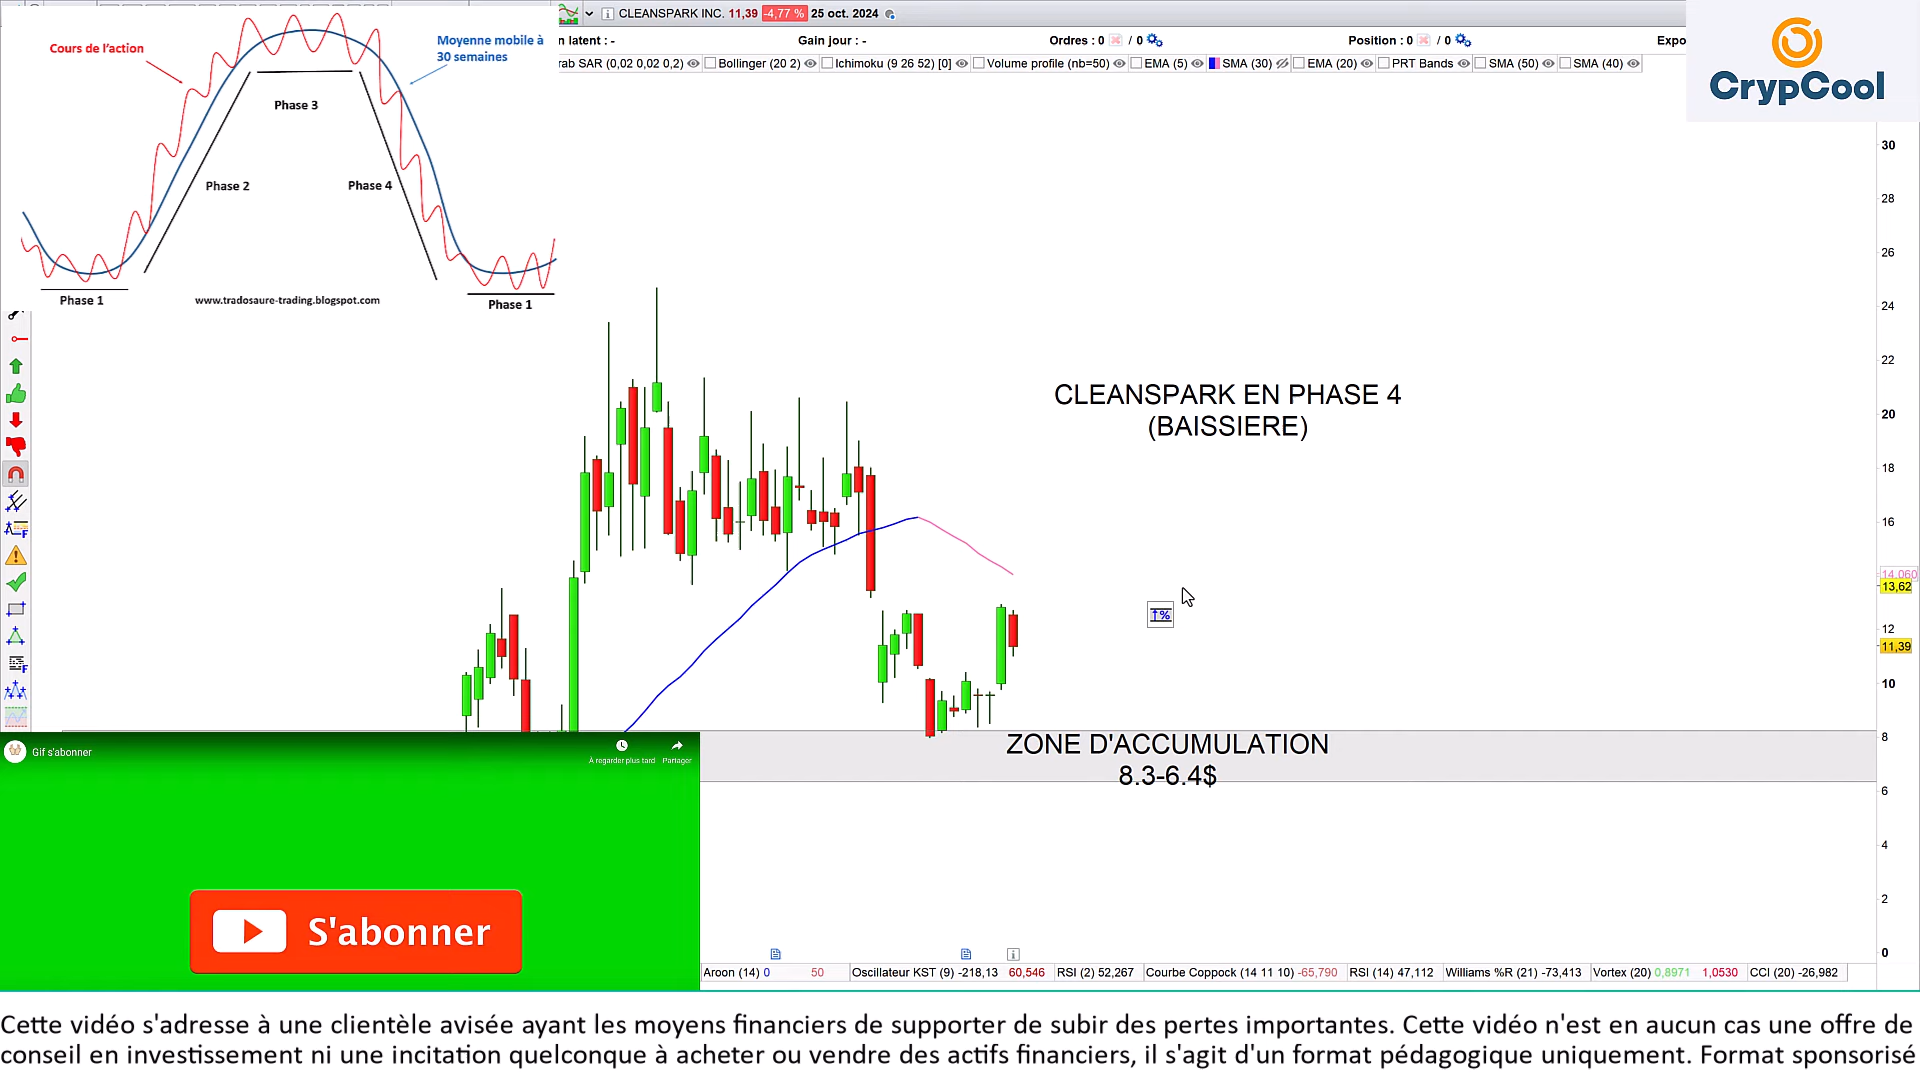 CLEANSPARK INC. 11,39 -4,77 % 25 oct. 2024
n latent : -
Gain jour : -
Ordres : 0 / 0
Position : 0 / 0
Expo
rab SAR (0,02 0,02 0,2)
Bollinger (20 2)
Ichimoku (9 26 52) [0]
Volume profile (nb=50)
EMA (5)
SMA (30)
EMA (20)
PRT Bands
SMA (50)
SMA (40)
CrypCool
Cours de l'action
Moyenne mobile à
30 semaines
Phase 3
Phase 2
Phase 4
Phase 1
www.tradosaure-trading.blogspot.com
Phase 1
30
28
26
24
22
20
18
16
14,060
13,62
12
11,39
10
8
6
4
2
0
CLEANSPARK EN PHASE 4
(BAISSIERE)
ZONE D'ACCUMULATION
8.3-6.4$
Gif s'abonner
À regarder plus tard
Partager
S'abonner
Aroon (14) 0 50
Oscillateur KST (9) -218,13 60,546
RSI (2) 52,267
Courbe Coppock (14 11 10) -65,790
RSI (14) 47,112
Williams %R (21) -73,413
Vortex (20) 0,8971 1,0530
CCI (20) -26,982
Cette vidéo s'adresse à une clientèle avisée ayant les moyens financiers de supporter de subir des pertes importantes. Cette vidéo n'est en aucun cas une offre de
conseil en investissement ni une incitation quelconque à acheter ou vendre des actifs financiers, il s'agit d'un format pédagogique uniquement. Format sponsorisé